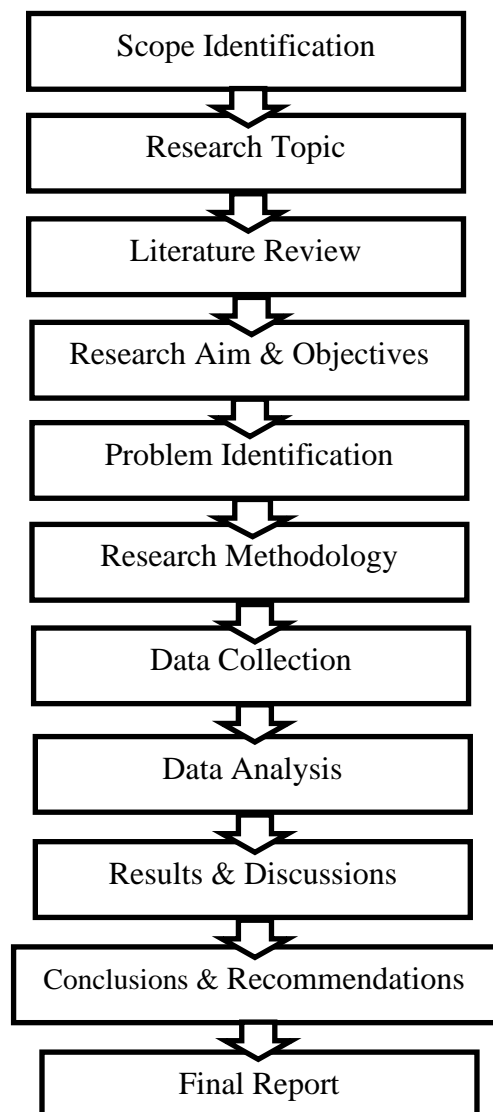 Scope Identification
Research Topic
Literature Review
Research Aim & Objectives
Problem Identification
Research Methodology
Data Collection
Data Analysis
Results & Discussions
Conclusions & Recommendations
Final Report